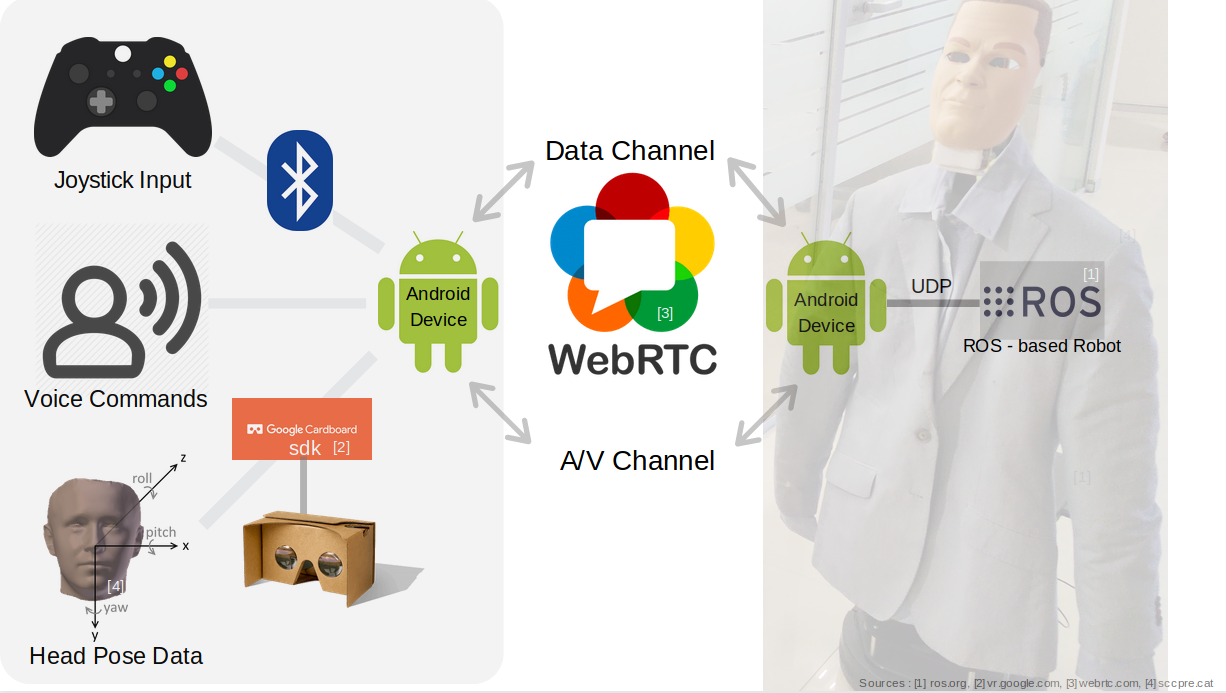 Joystick Input
Voice Commands
Google Cardboard
sdk [2]
roll
z
pitch
x
[4]
yaw
y
Head Pose Data
Android
Device
Data Channel
[3]
WebRTC
A/V Channel
Android
Device
UDP
[1]
ROS
ROS - based Robot
[3]
[1]
Sources : [1] ros.org, [2]vr.google.com, [3]webrtc.com, [4]sccpre.cat